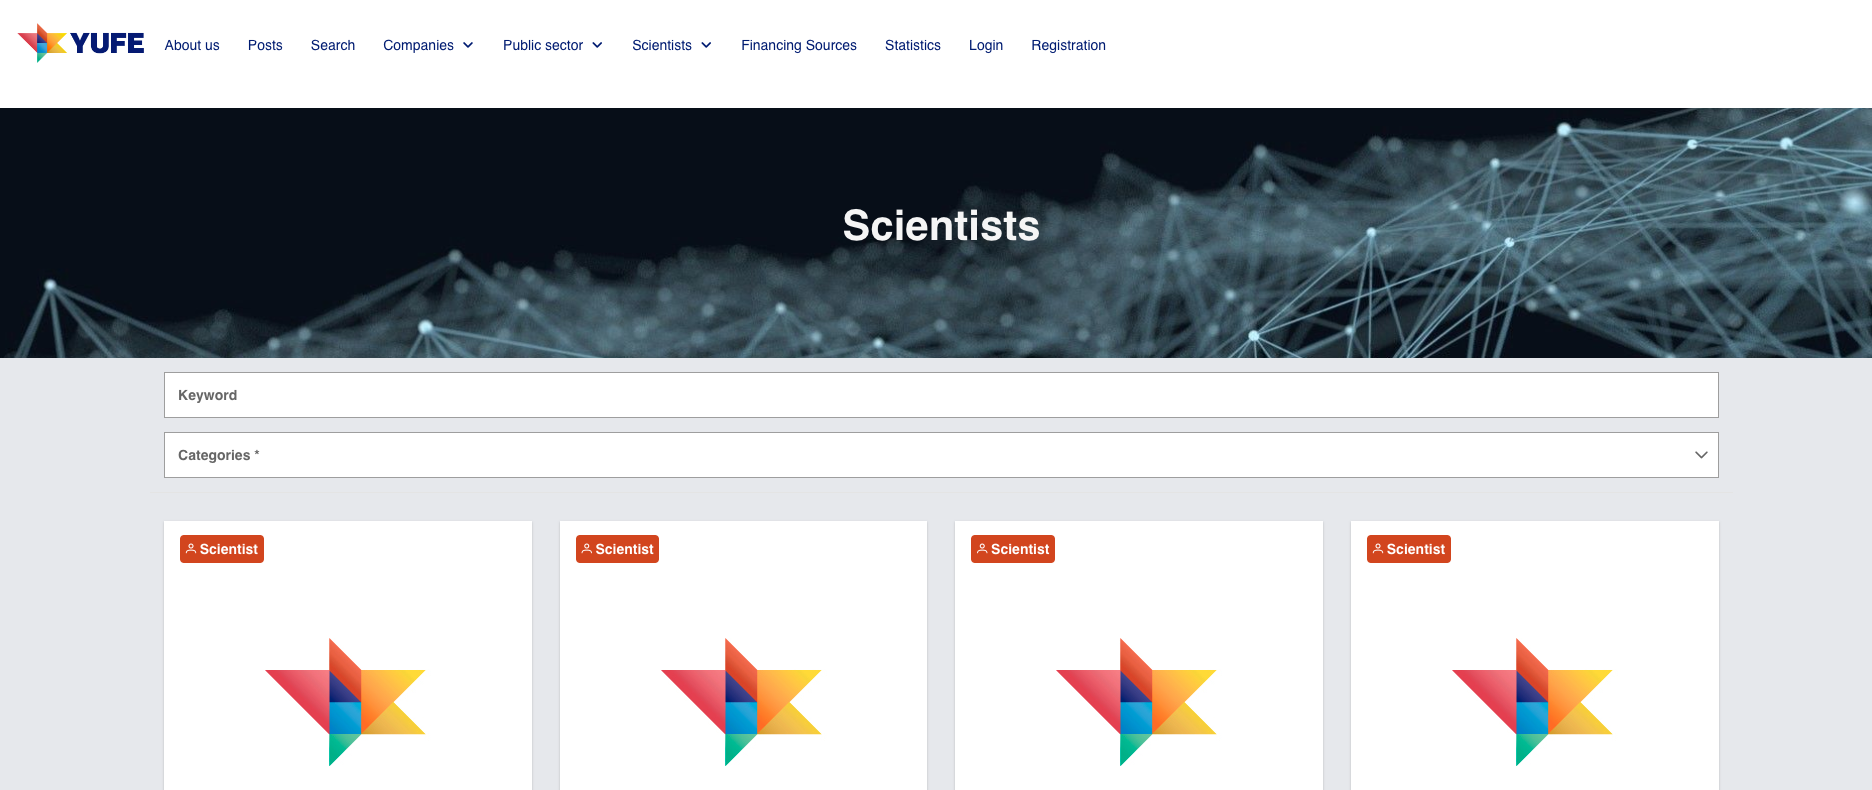 YUFE About us Posts Search Companies Public sector Scientists Financing Sources Statistics Login Registration
Scientists
Keyword
Categories *
Scientist Scientist Scientist Scientist